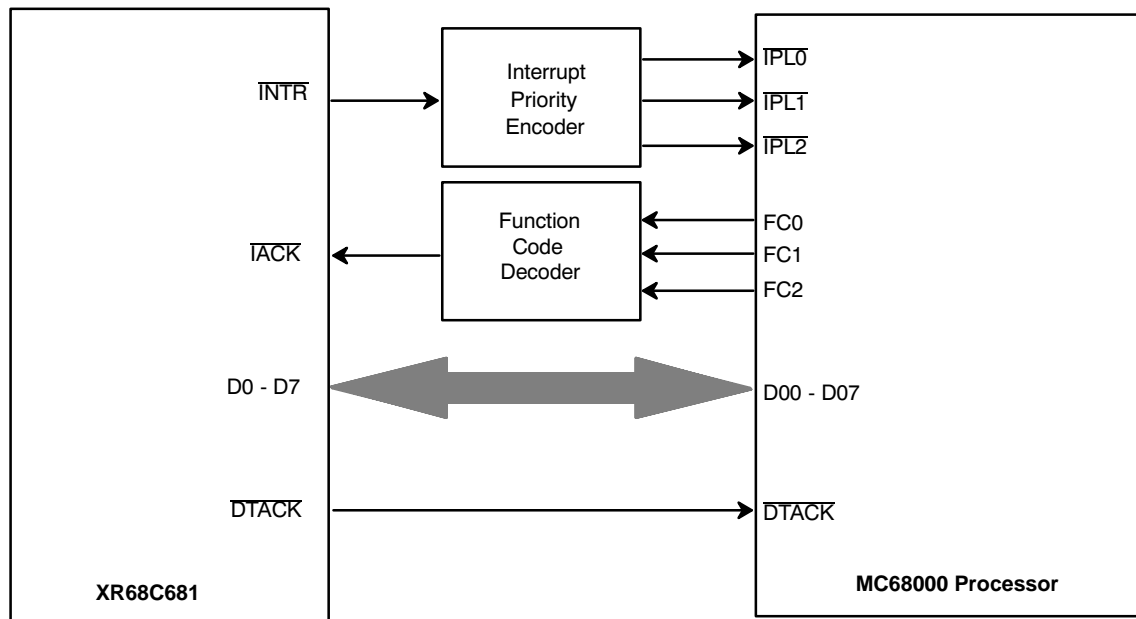 INTR
Interrupt
Priority
Encoder
IPL0
IPL1
IPL2
IACK
Function
Code
Decoder
FC0
FC1
FC2
D0 - D7
D00 - D07
DTACK
DTACK
XR68C681
MC68000 Processor